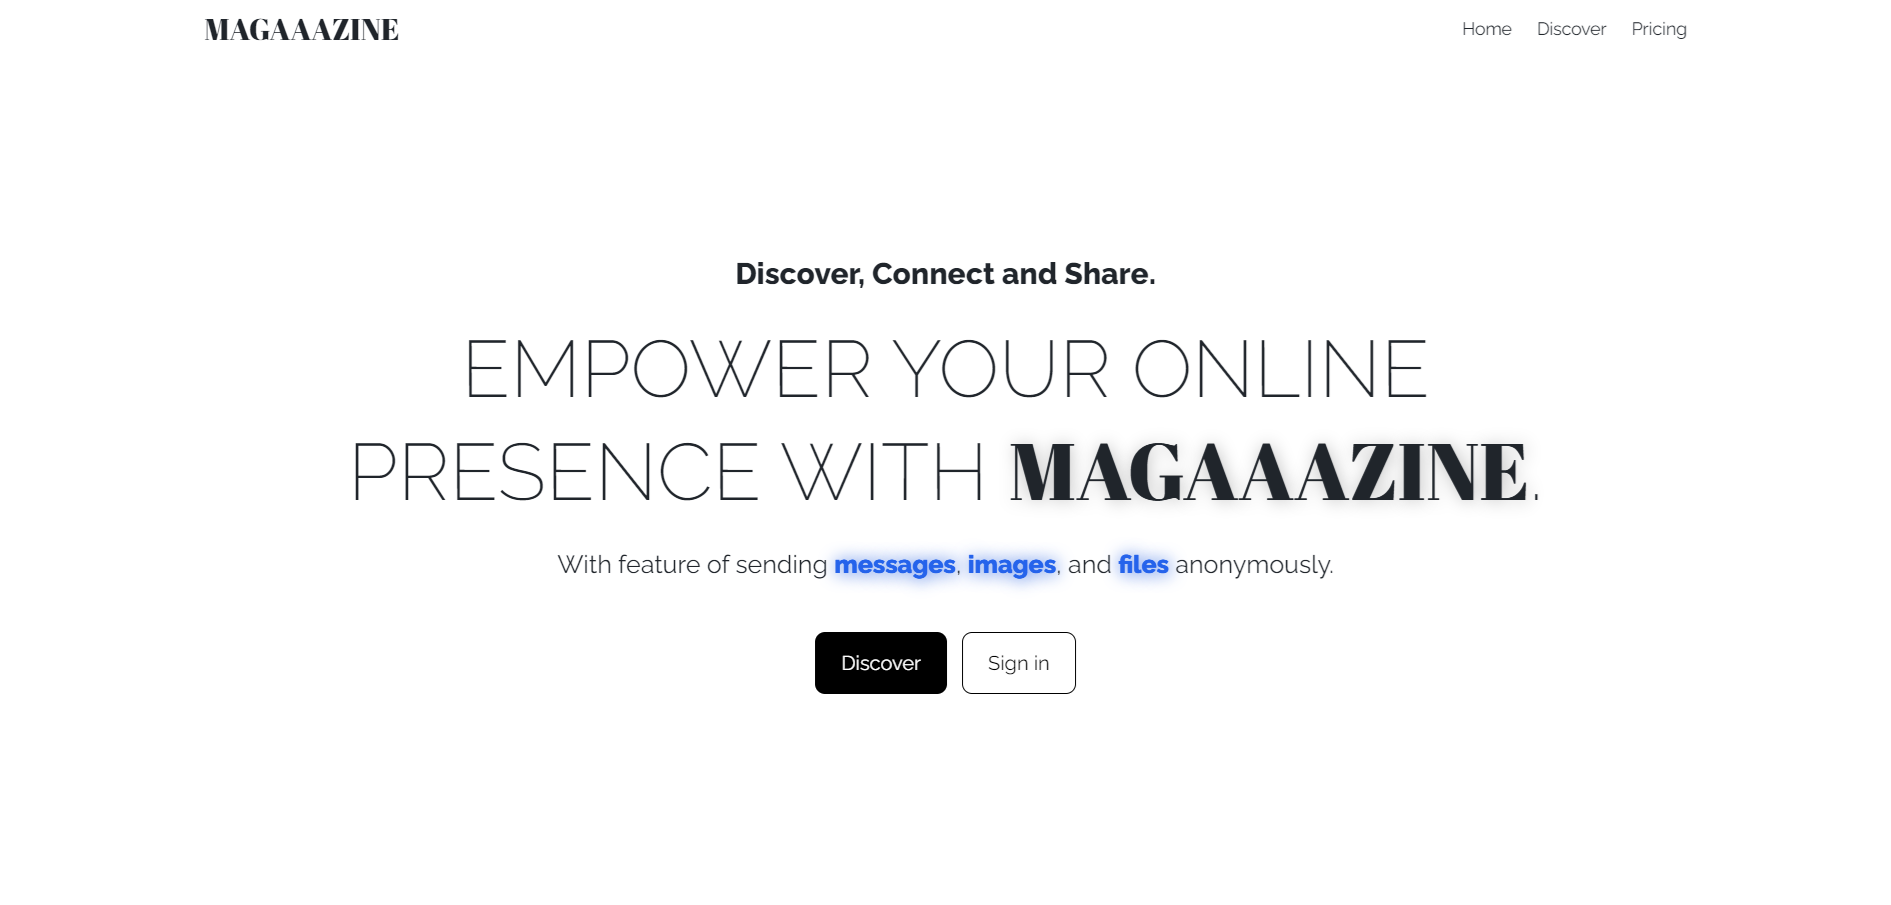 MAGAAAZINE
Home Discover Pricing
Discover, Connect and Share.
EMPOWER YOUR ONLINE
PRESENCE WITH MAGAAAZINE.
With feature of sending messages, images, and files anonymously.
Discover Sign in